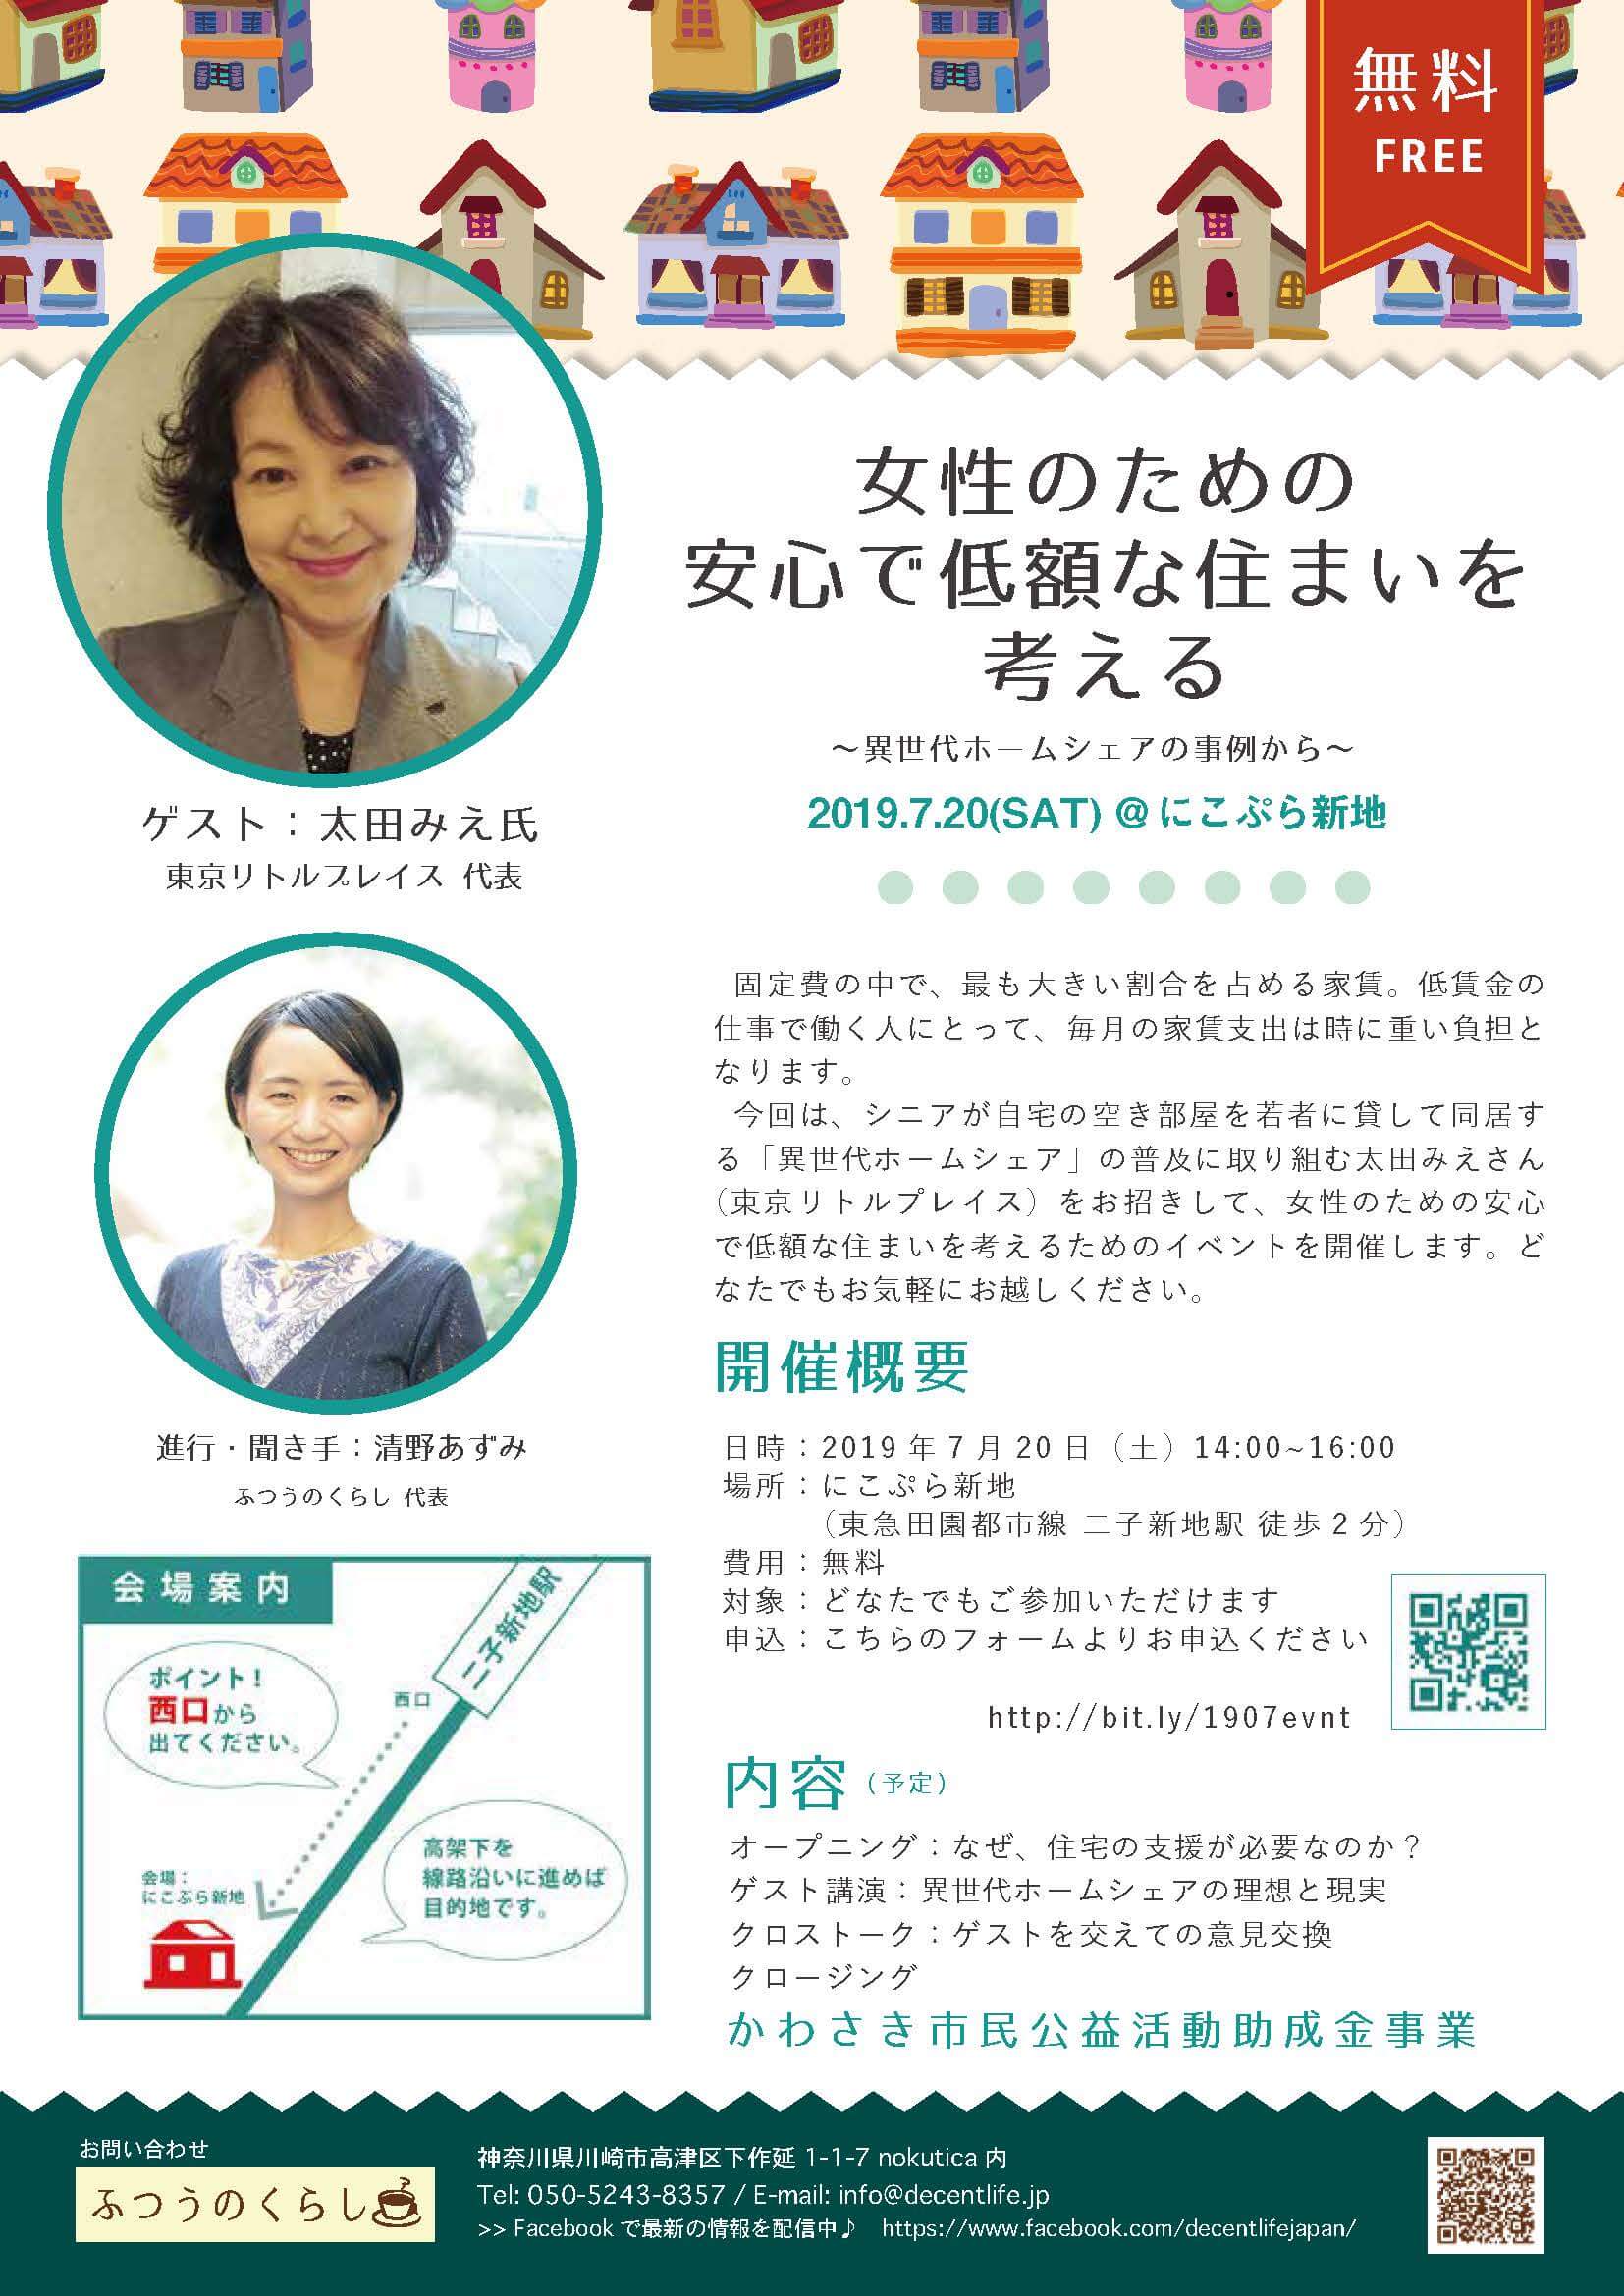 無料
FREE
女性のための
安心で低額な住まいを
考える
～異世代ホームシェアの事例から～
2019.7.20(SAT) @ にこぷら新地
ゲスト：太田みえ氏
東京リトルプレイス 代表
進行・聞き手：清野あずみ
ふつうのくらし 代表
固定費の中で、最も大きい割合を占める家賃。低賃金の
仕事で働く人にとって、毎月の家賃支出は時に重い負担と
なります。
今回は、シニアが自宅の空き部屋を若者に貸して同居す
る「異世代ホームシェア」の普及に取り組む太田みえさん
（東京リトルプレイス）をお招きして、女性のための安心
で低額な住まいを考えるためのイベントを開催します。ど
なたでもお気軽にお越しください。
開催概要
日時：2019 年 7 月 20 日（土）14:00~16:00
場所：にこぷら新地
（東急田園都市線 二子新地駅 徒歩 2 分）
費用：無料
対象：どなたでもご参加いただけます
申込：こちらのフォームよりお申込ください
http://bit.ly/1907evnt
内容（予定）
オープニング：なぜ、住宅の支援が必要なのか？
ゲスト講演：異世代ホームシェアの理想と現実
クロストーク：ゲストを交えての意見交換
クロージング
かわさき市民公益活動助成金事業
会場案内
二子新地駅
ポイント！
西口から
出てください。
西口
高架下を
線路沿いに進めば
目的地です。
会場：
にこぷら新地
お問い合わせ
ふつうのくらし
神奈川県川崎市高津区下作延 1-1-7 nokutica 内
Tel: 050-5243-8357 / E-mail: info@decentlife.jp
>> Facebook で最新の情報を配信中♪ https://www.facebook.com/decentlifejapan/